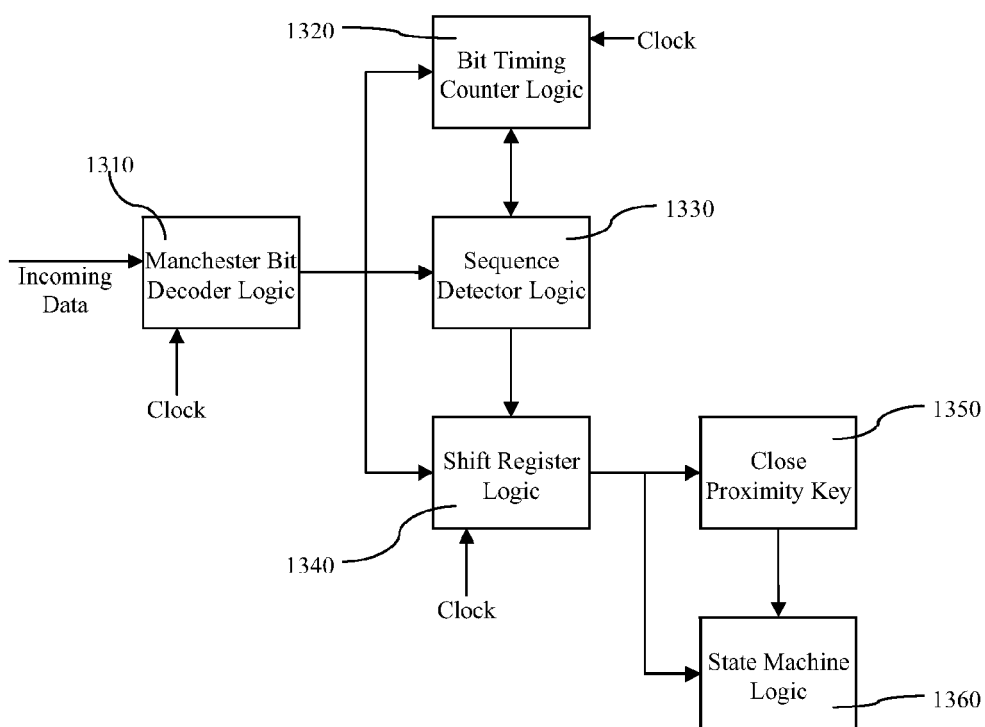 1320
Bit Timing
Counter Logic
Clock
1310
Manchester Bit
Decoder Logic
Incoming
Data
Clock
1330
Sequence
Detector Logic
Shift Register
Logic
1340
Clock
1350
Close
Proximity Key
State Machine
Logic
1360